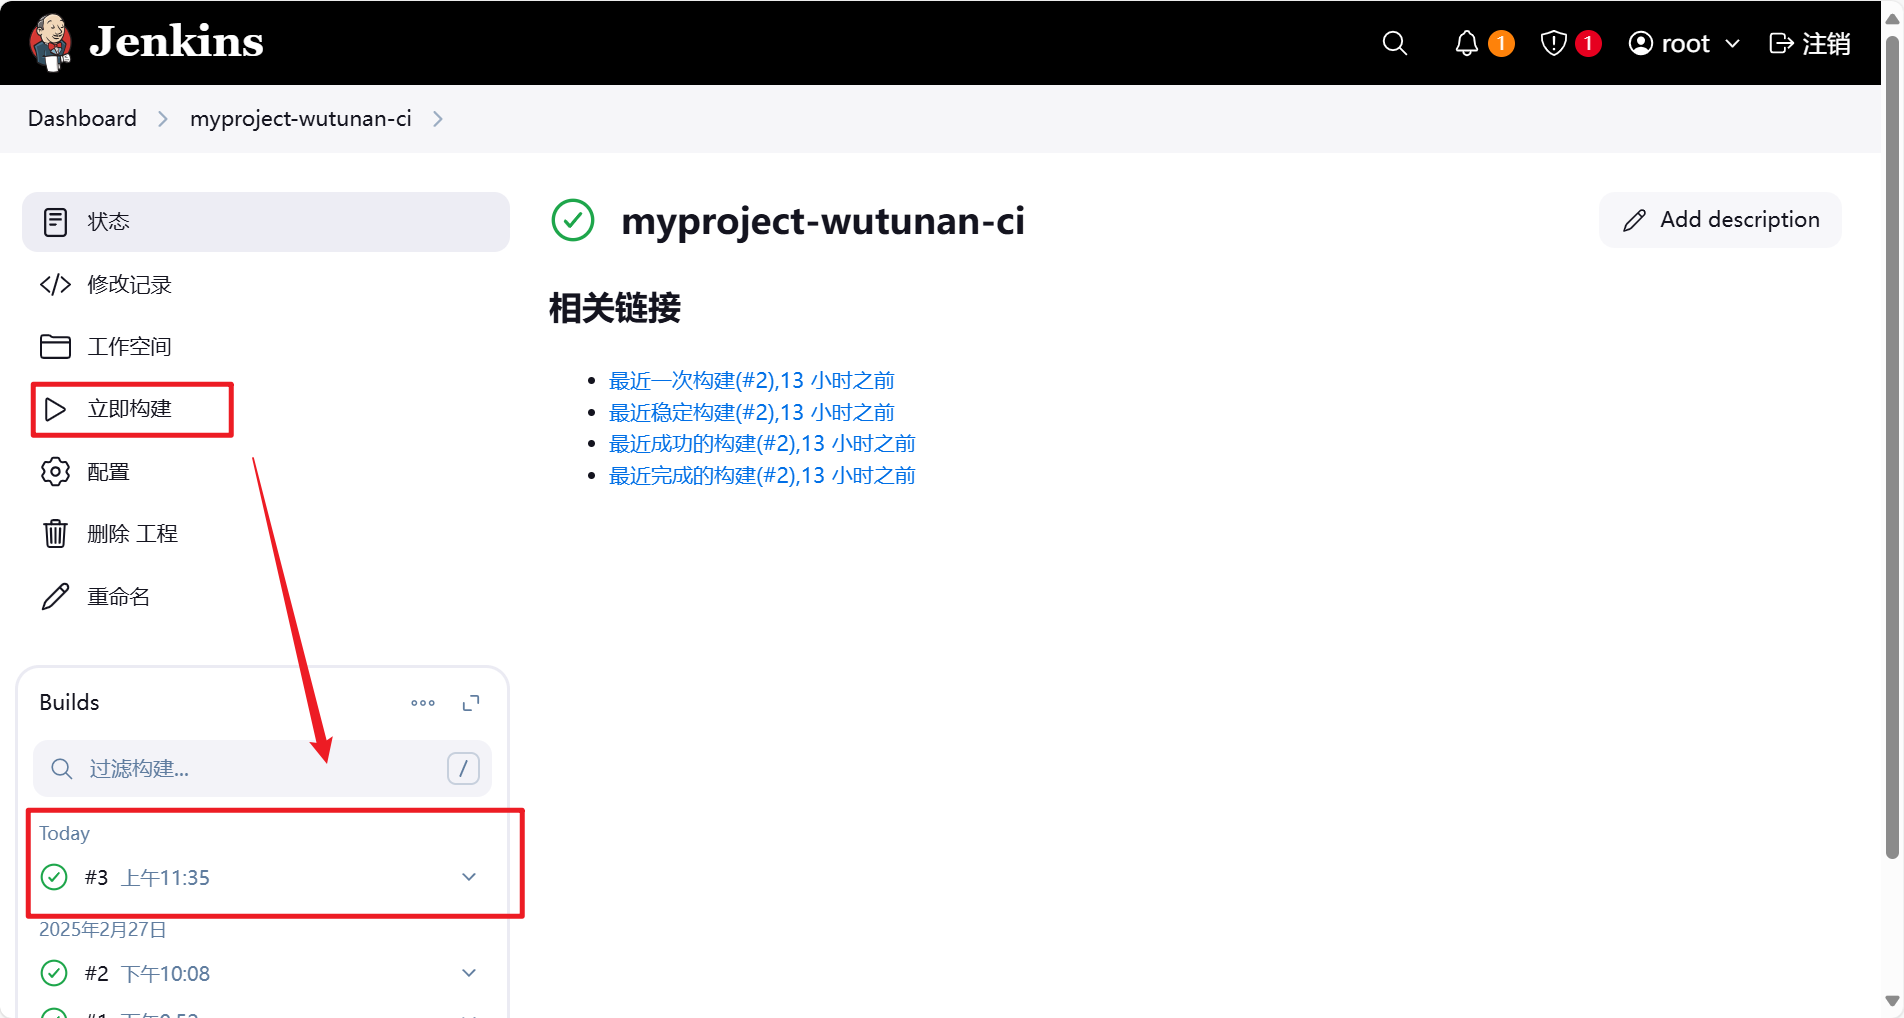 Jenkins
1
1
root
注销
Dashboard
myproject-wutunan-ci
状态
修改记录
工作空间
立即构建
配置
删除 工程
重命名
myproject-wutunan-ci
Add description
相关链接
最近一次构建(#2),13 小时之前
最近稳定构建(#2),13 小时之前
最近成功的构建(#2),13 小时之前
最近完成的构建(#2),13 小时之前
Builds
过滤构建...
/
Today
#3 上午11:35
2025年2月27日
#2 下午10:08
#1